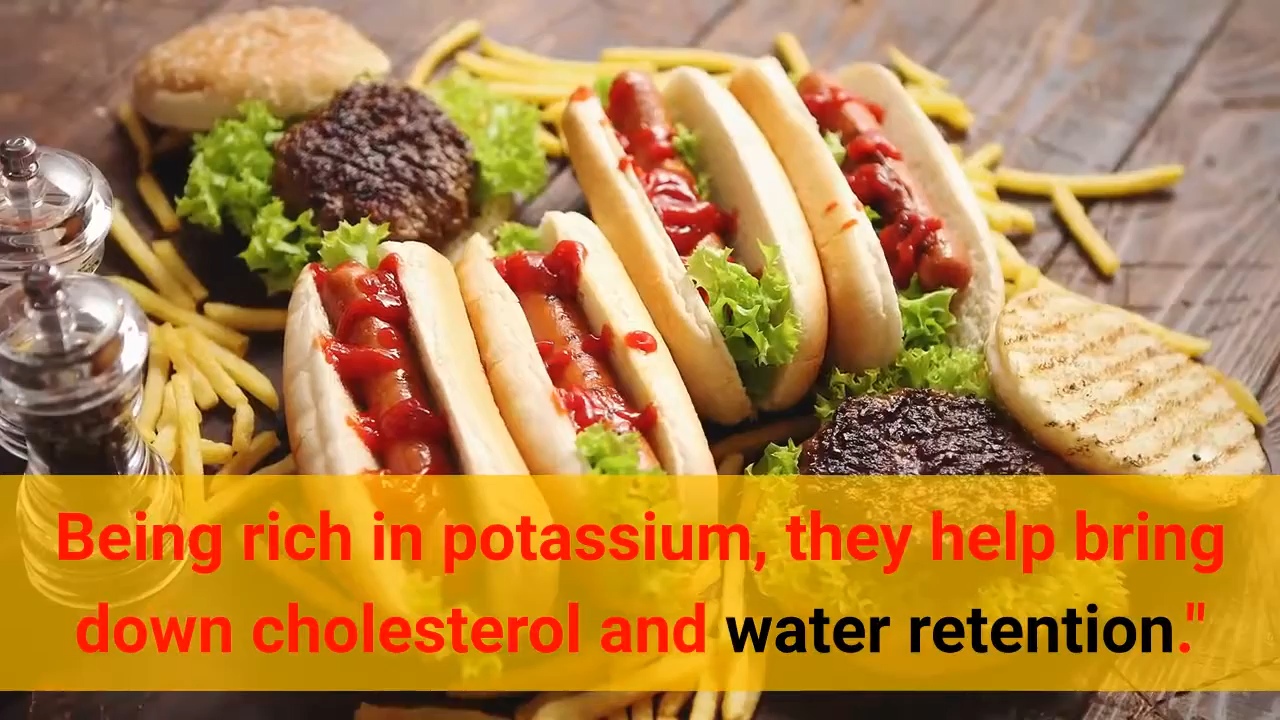 Being rich in potassium, they help bring
down cholesterol and water retention."